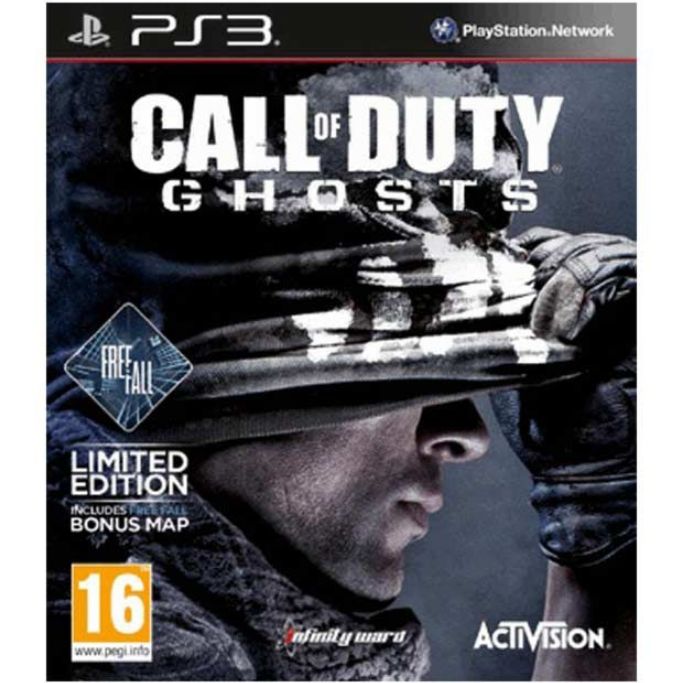 PS3
PlayStation®Network
CALL OF DUTY®
GHOSTS
FREE
FALL
LIMITED
EDITION
INCLUDES FREE FALL
BONUS MAP
16
www.pegi.info
infinity ward
ACTIVISION